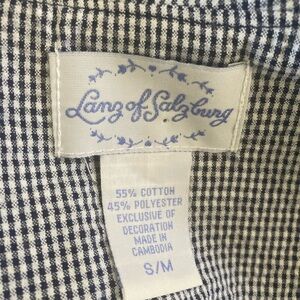 Lanz of Salzburg
55% COTTON
45% POLYESTER
EXCLUSIVE OF
DECORATION
MADE IN
CAMBODIA
S/M